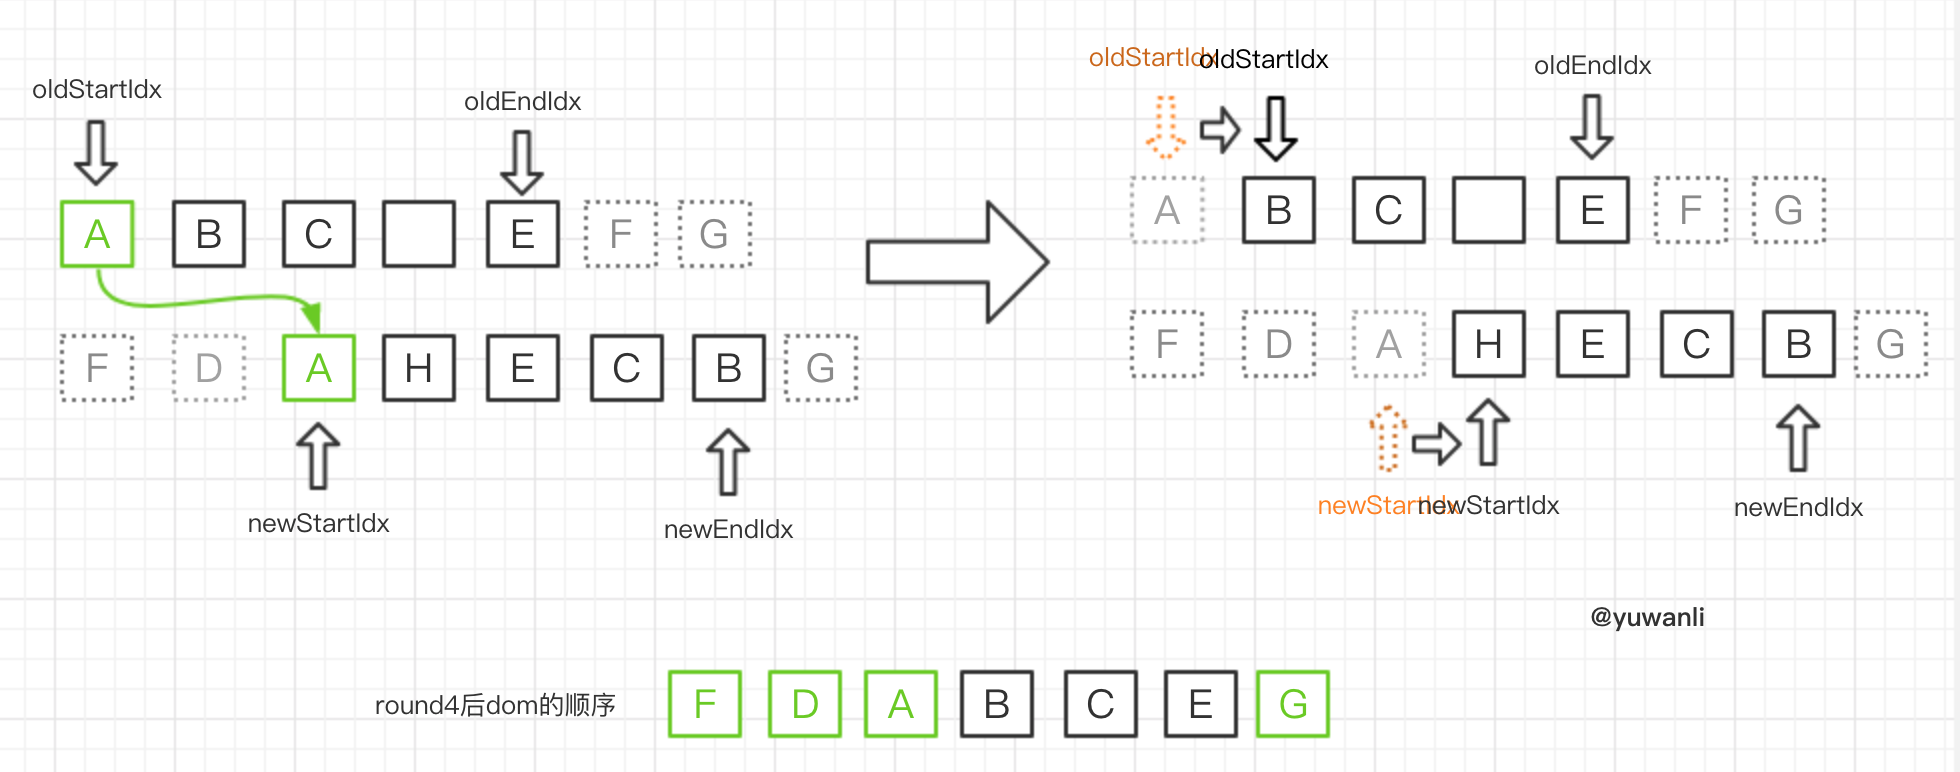 oldStartIdx
oldEndIdx
A B C E F G
F D A H E C B G
newStartIdx
newEndIdx
oldStartIdx
oldStartIdx
oldEndIdx
A B C E F G
F D A H E C B G
newStartIdx
newStartIdx
newEndIdx
@yuwanli
round4后dom的顺序 F D A B C E G